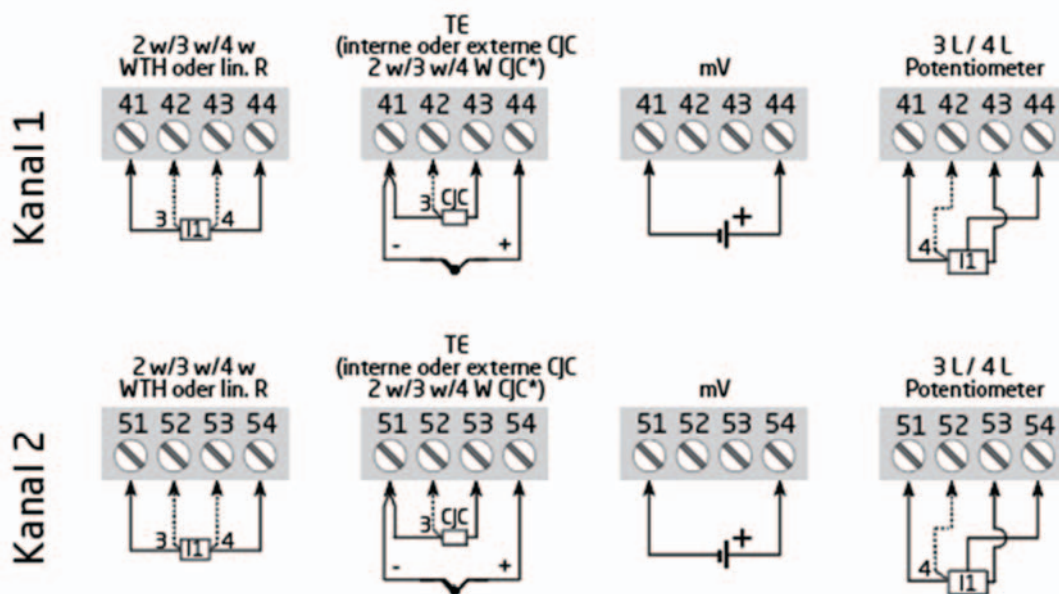 Kanal 1
2 w/3 w/4 w
WTH oder lin. R
41 42 43 44
3 I1 4
TE
(interne oder externe CJC
2 w/3 w/4 W CJC*)
41 42 43 44
3 CJC
- +
mV
41 42 43 44
+
3 L / 4 L
Potentiometer
41 42 43 44
4 I1
Kanal 2
2 w/3 w/4 w
WTH oder lin. R
51 52 53 54
3 I1 4
TE
(interne oder externe CJC
2 w/3 w/4 W CJC*)
51 52 53 54
3 CJC
- +
mV
51 52 53 54
+
3 L / 4 L
Potentiometer
51 52 53 54
4 I1